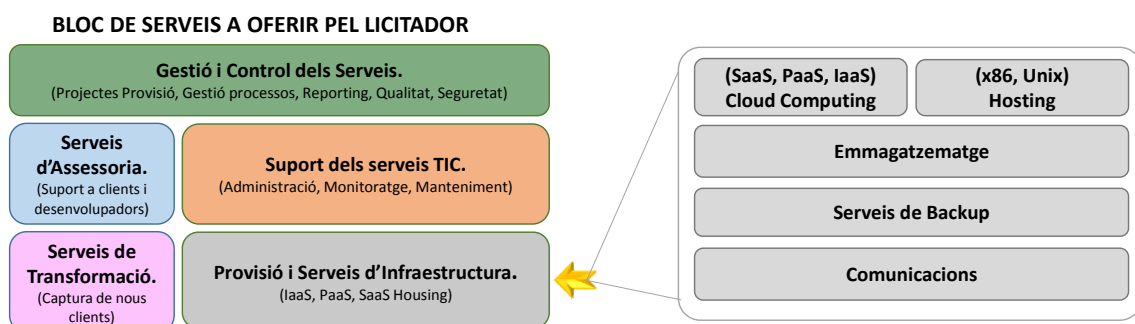 BLOC DE SERVEIS A OFERIR PEL LICITADOR
Gestió i Control dels Serveis.
(Projectes Provisió, Gestió processos, Reporting, Qualitat, Seguretat)
Serveis
d'Assessoria.
(Suport a clients i
desenvolupadors)
Suport dels serveis TIC.
(Administració, Monitoratge, Manteniment)
Serveis de
Transformació.
(Captura de nous
clients)
Provisió i Serveis d'Infraestructura.
(IaaS, PaaS, SaaS Housing)
(SaaS, PaaS, IaaS)
Cloud Computing
(x86, Unix)
Hosting
Emmagatzematge
Serveis de Backup
Comunicacions